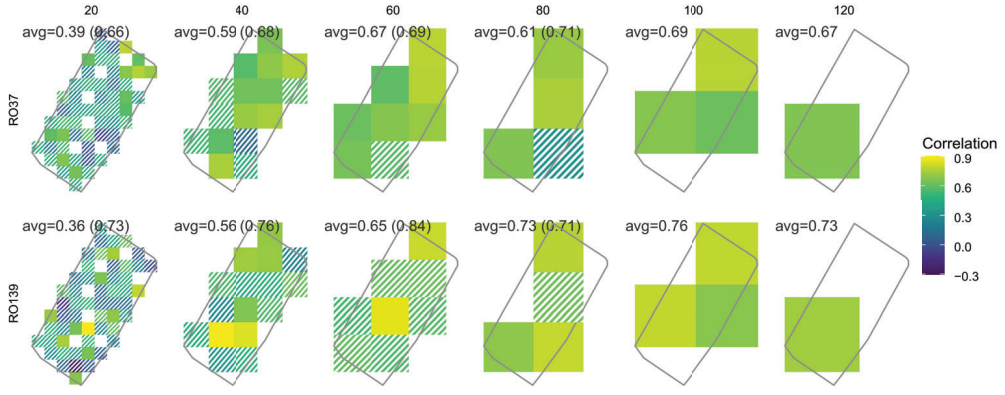 20 40 60 80 100 120
RO37
avg=0.39 (0.66) avg=0.59 (0.68) avg=0.67 (0.69) avg=0.61 (0.71) avg=0.69 avg=0.67
RO139
avg=0.36 (0.73) avg=0.56 (0.76) avg=0.65 (0.84) avg=0.73 (0.71) avg=0.76 avg=0.73
Correlation
0.9
0.6
0.3
0.0
−0.3